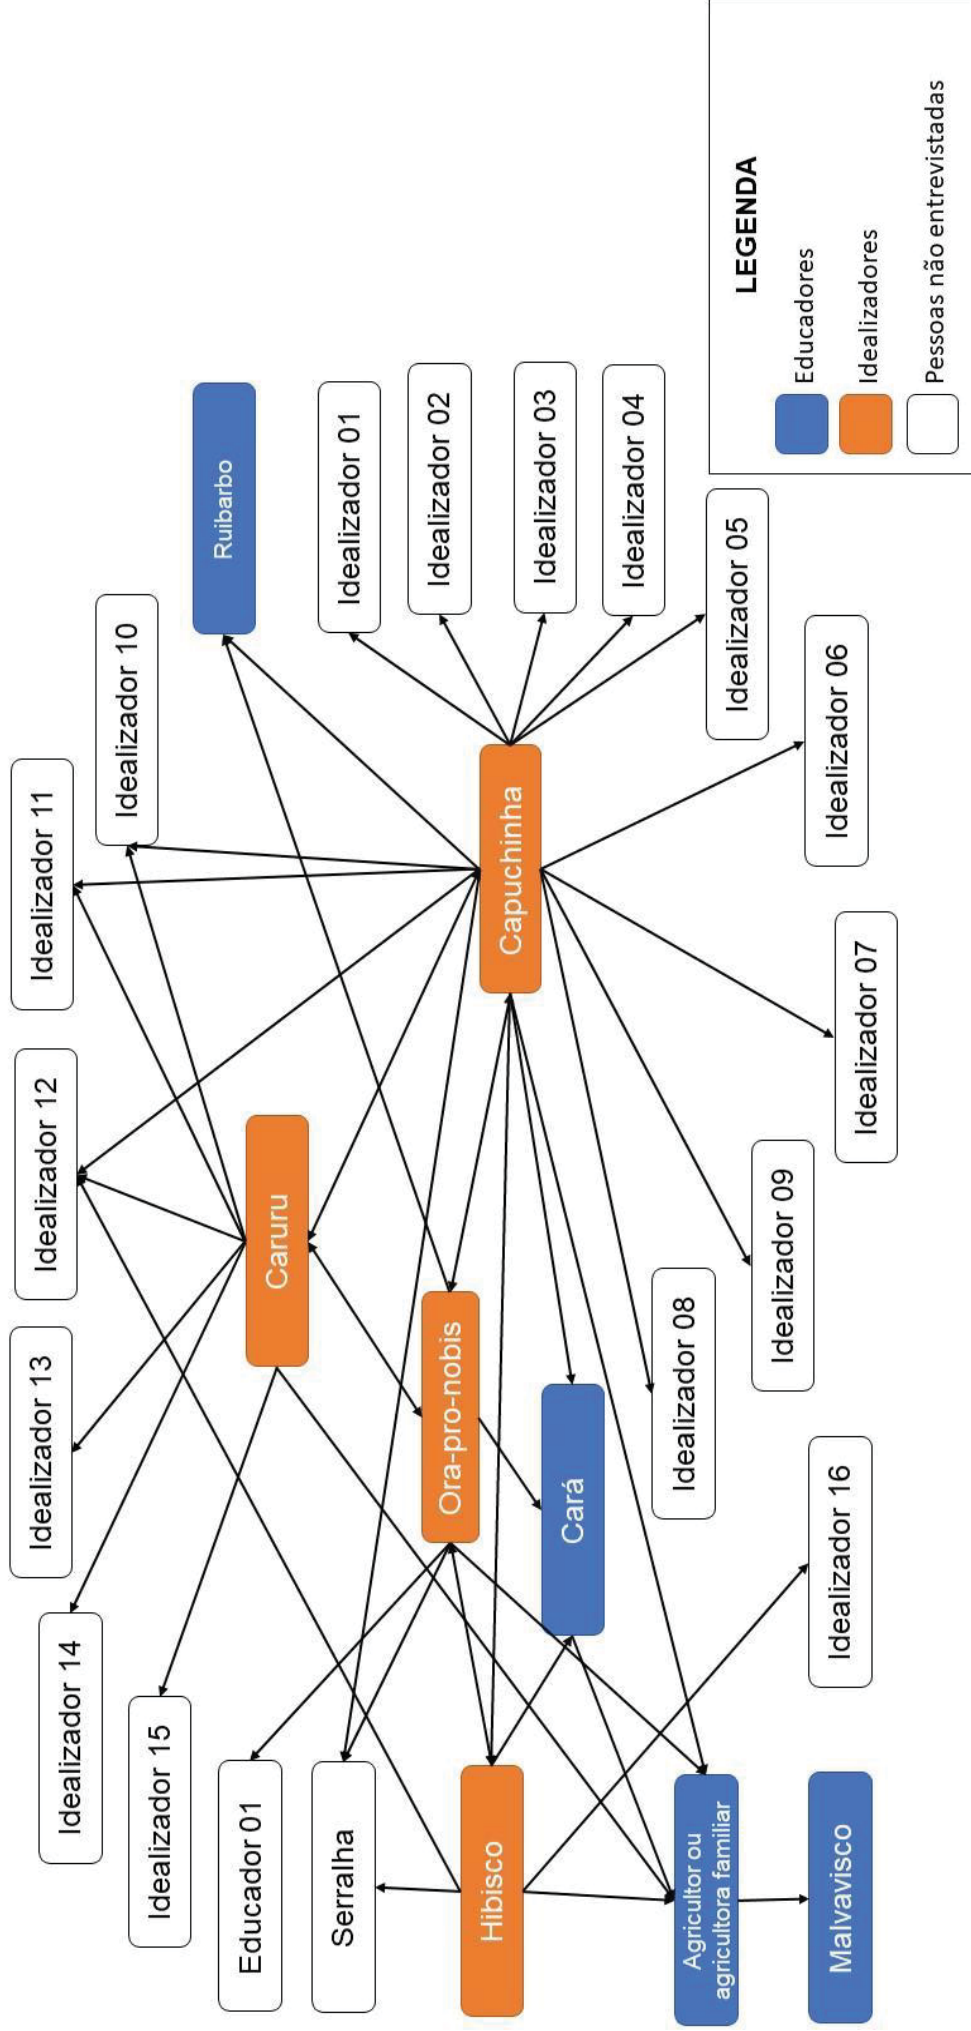 Idealizador 14
Idealizador 13
Idealizador 12
Idealizador 11
Idealizador 15
Idealizador 10
Educador 01
Caruru
Ruibarbo
Serralha
Idealizador 01
Hibisco
Ora-pro-nobis
Capuchinha
Idealizador 02
Cará
Idealizador 03
Idealizador 04
Agricultor ou
agricultora familiar
Idealizador 08
Idealizador 05
Malvavisco
Idealizador 16
Idealizador 09
Idealizador 07
Idealizador 06
LEGENDA
Educadores
Idealizadores
Pessoas não entrevistadas